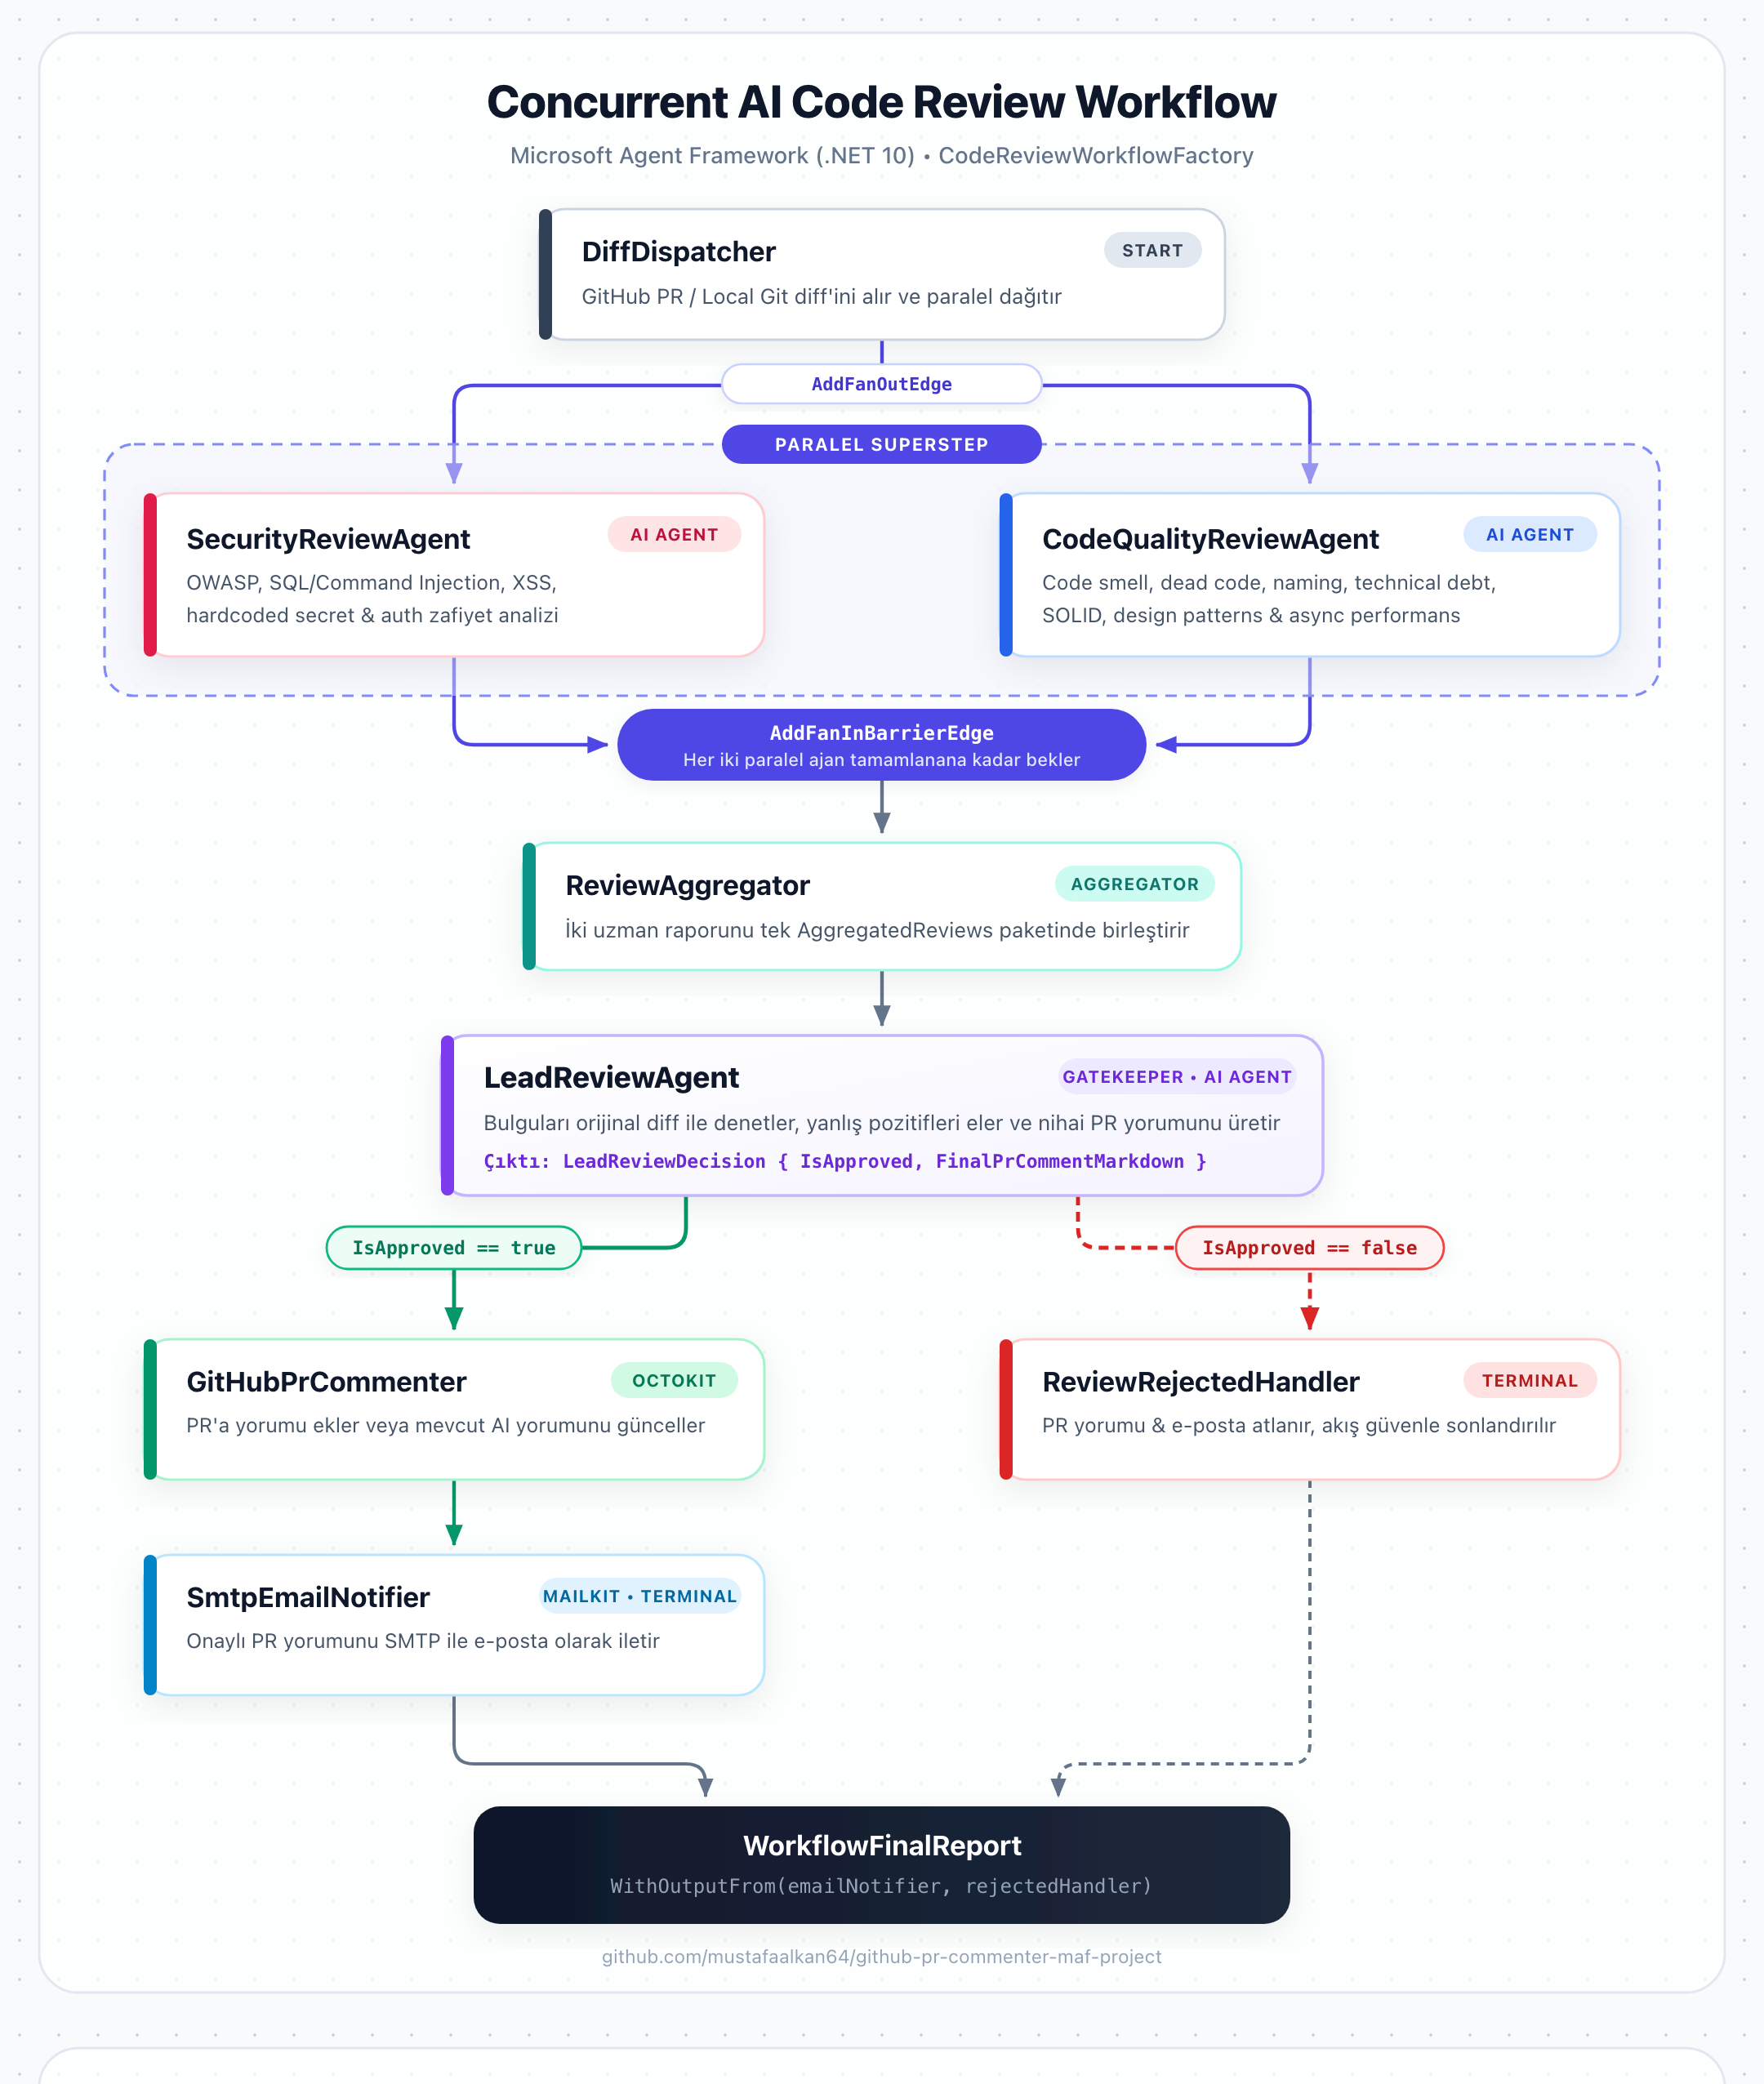 Concurrent AI Code Review Workflow
Microsoft Agent Framework (.NET 10) • CodeReviewWorkflowFactory
DiffDispatcher
START
GitHub PR / Local Git diff'ini alır ve paralel dağıtır
AddFanOutEdge
PARALEL SUPERSTEP
SecurityReviewAgent
AI AGENT
OWASP, SQL/Command Injection, XSS,
hardcoded secret & auth zafiyet analizi
CodeQualityReviewAgent
AI AGENT
Code smell, dead code, naming, technical debt,
SOLID, design patterns & async performans
AddFanInBarrierEdge
Her iki paralel ajan tamamlanana kadar bekler
ReviewAggregator
AGGREGATOR
İki uzman raporunu tek AggregatedReviews paketinde birleştirir
LeadReviewAgent
GATEKEEPER • AI AGENT
Bulguları orijinal diff ile denetler, yanlış pozitifleri eler ve nihai PR yorumunu üretir
Çıktı: LeadReviewDecision { IsApproved, FinalPrCommentMarkdown }
IsApproved == true
IsApproved == false
GitHubPrCommenter
OCTOKIT
PR'a yorumu ekler veya mevcut AI yorumunu günceller
ReviewRejectedHandler
TERMINAL
PR yorumu & e-posta atlanır, akış güvenle sonlandırılır
SmtpEmailNotifier
MAILKIT • TERMINAL
Onaylı PR yorumunu SMTP ile e-posta olarak iletir
WorkflowFinalReport
WithOutputFrom(emailNotifier, rejectedHandler)
github.com/mustafaalkan64/github-pr-commenter-maf-project